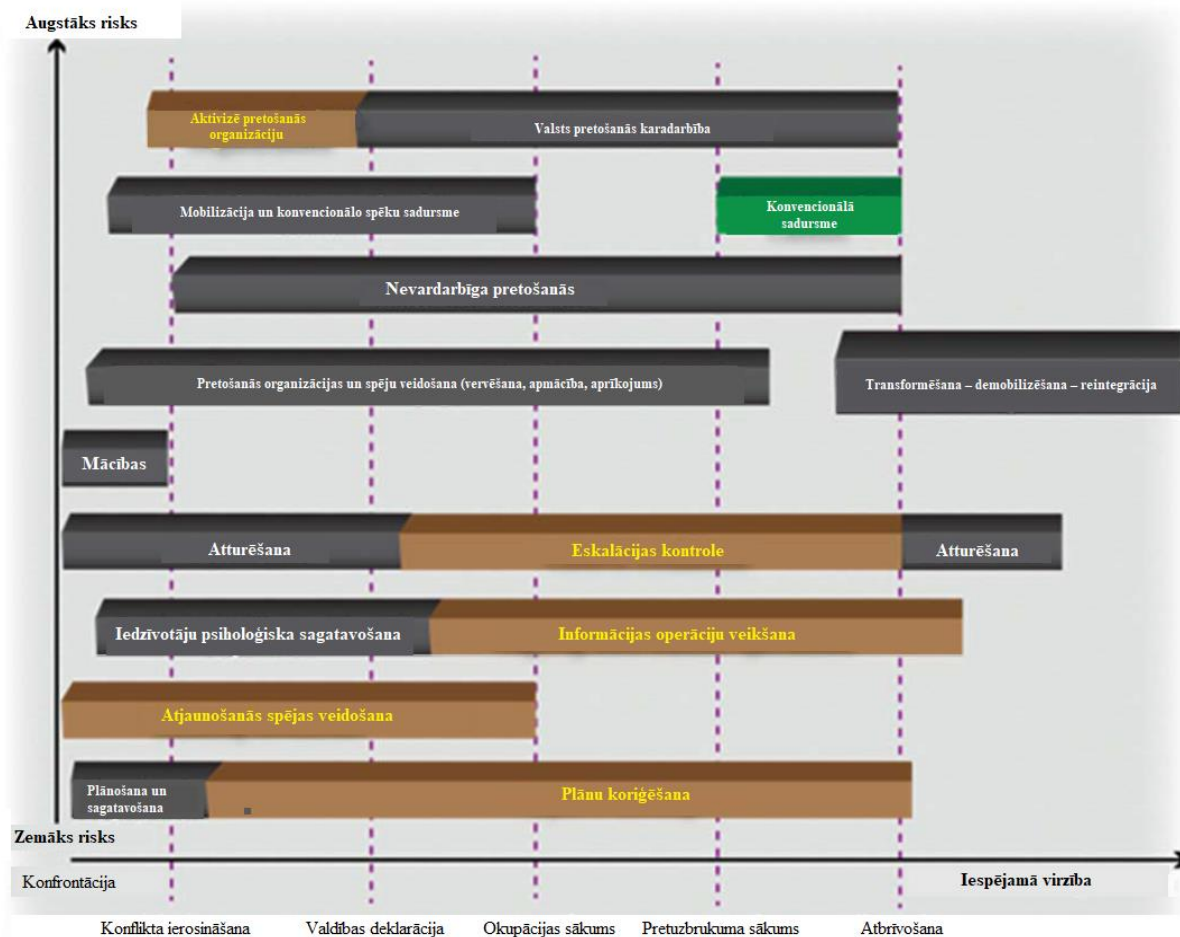 Augstāks risks
Aktivizē pretošanās
organizāciju
Valsts pretošanās karadarbība
Mobilizācija un konvencionālo spēku sadursme
Konvencionālā
sadursme
Nevardarbīga pretošanās
Pretošanās organizācijas un spēju veidošana (vervēšana, apmācība, aprīkojums)
Transformēšana – demobilizēšana – reintegrācija
Mācības
Atturēšana
Eskalācijas kontrole
Atturēšana
Iedzīvotāju psiholoģiska sagatavošana
Informācijas operāciju veikšana
Atjaunošanās spējas veidošana
Plānošana un
sagatavošana
Plānu koriģēšana
Zemāks risks
Konfrontācija
Iespējamā virzība
Konflikta ierosināšana
Valdības deklarācija
Okupācijas sākums
Pretuzbrukuma sākums
Atbrīvošana